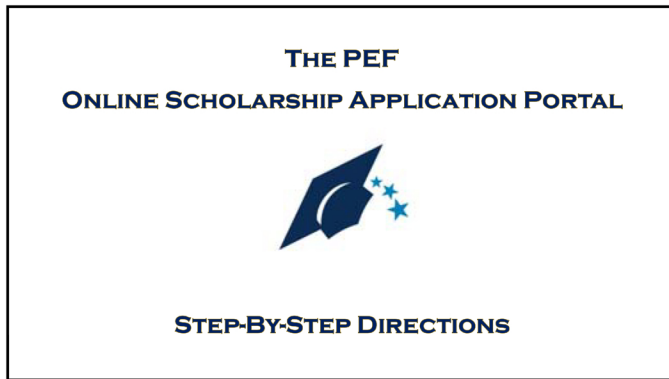 THE PEF
ONLINE SCHOLARSHIP APPLICATION PORTAL
STEP-BY-STEP DIRECTIONS